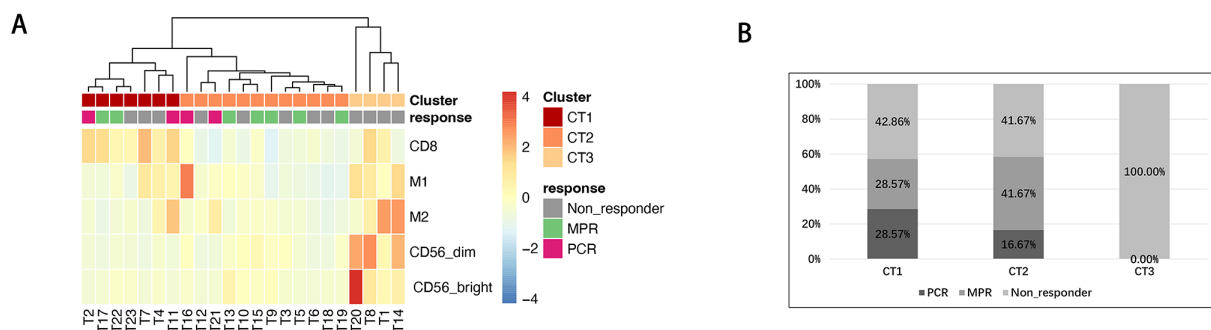 A
Cluster
response
CD8
M1
M2
CD56_dim
CD56_bright
T2
T17
T22
T23
T7
T4
T11
T16
T12
T21
T13
T10
T15
T9
T3
T5
T6
T18
T19
T20
T8
T1
T14
4
2
0
−2
−4
Cluster
CT1
CT2
CT3
response
Non_responder
MPR
PCR
B
100%
80%
60%
40%
20%
0%
42.86%
28.57%
28.57%
41.67%
41.67%
16.67%
100.00%
0.00%
CT1
CT2
CT3
PCR
MPR
Non_responder